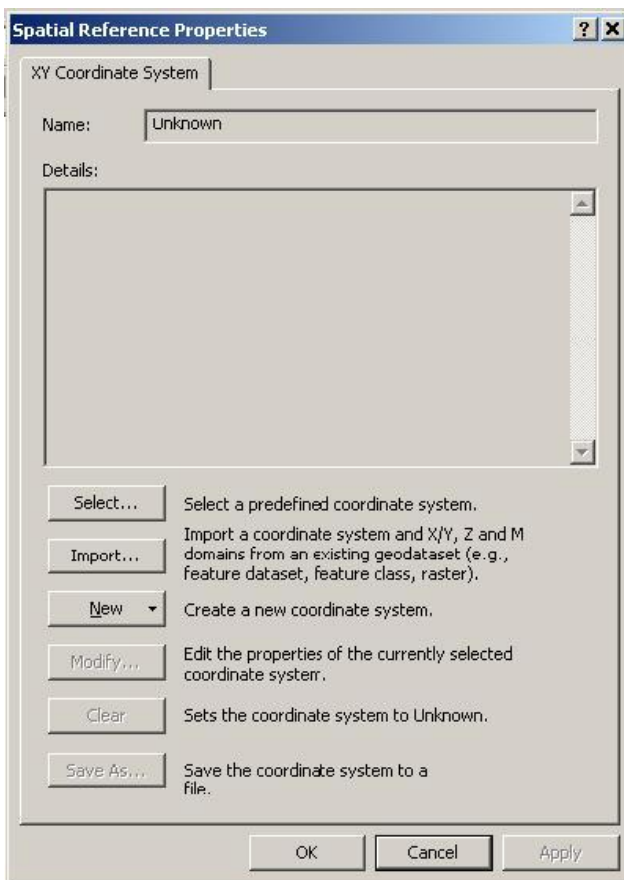 Spatial Reference Properties
XY Coordinate System
Name: Unknown
Details:
Select... Select a predefined coordinate system.
Import... Import a coordinate system and X/Y, Z and M
domains from an existing geodataset (e.g.,
feature dataset, feature class, raster).
New Create a new coordinate system.
Modify... Edit the properties of the currently selected
coordinate system.
Clear Sets the coordinate system to Unknown.
Save As... Save the coordinate system to a
file.
OK Cancel Apply